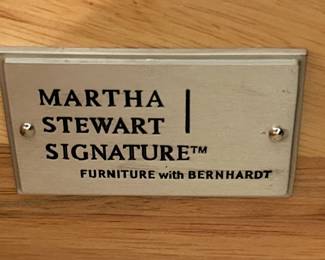 MARTHA
STEWART
SIGNATURE™
FURNITURE with BERNHARDT